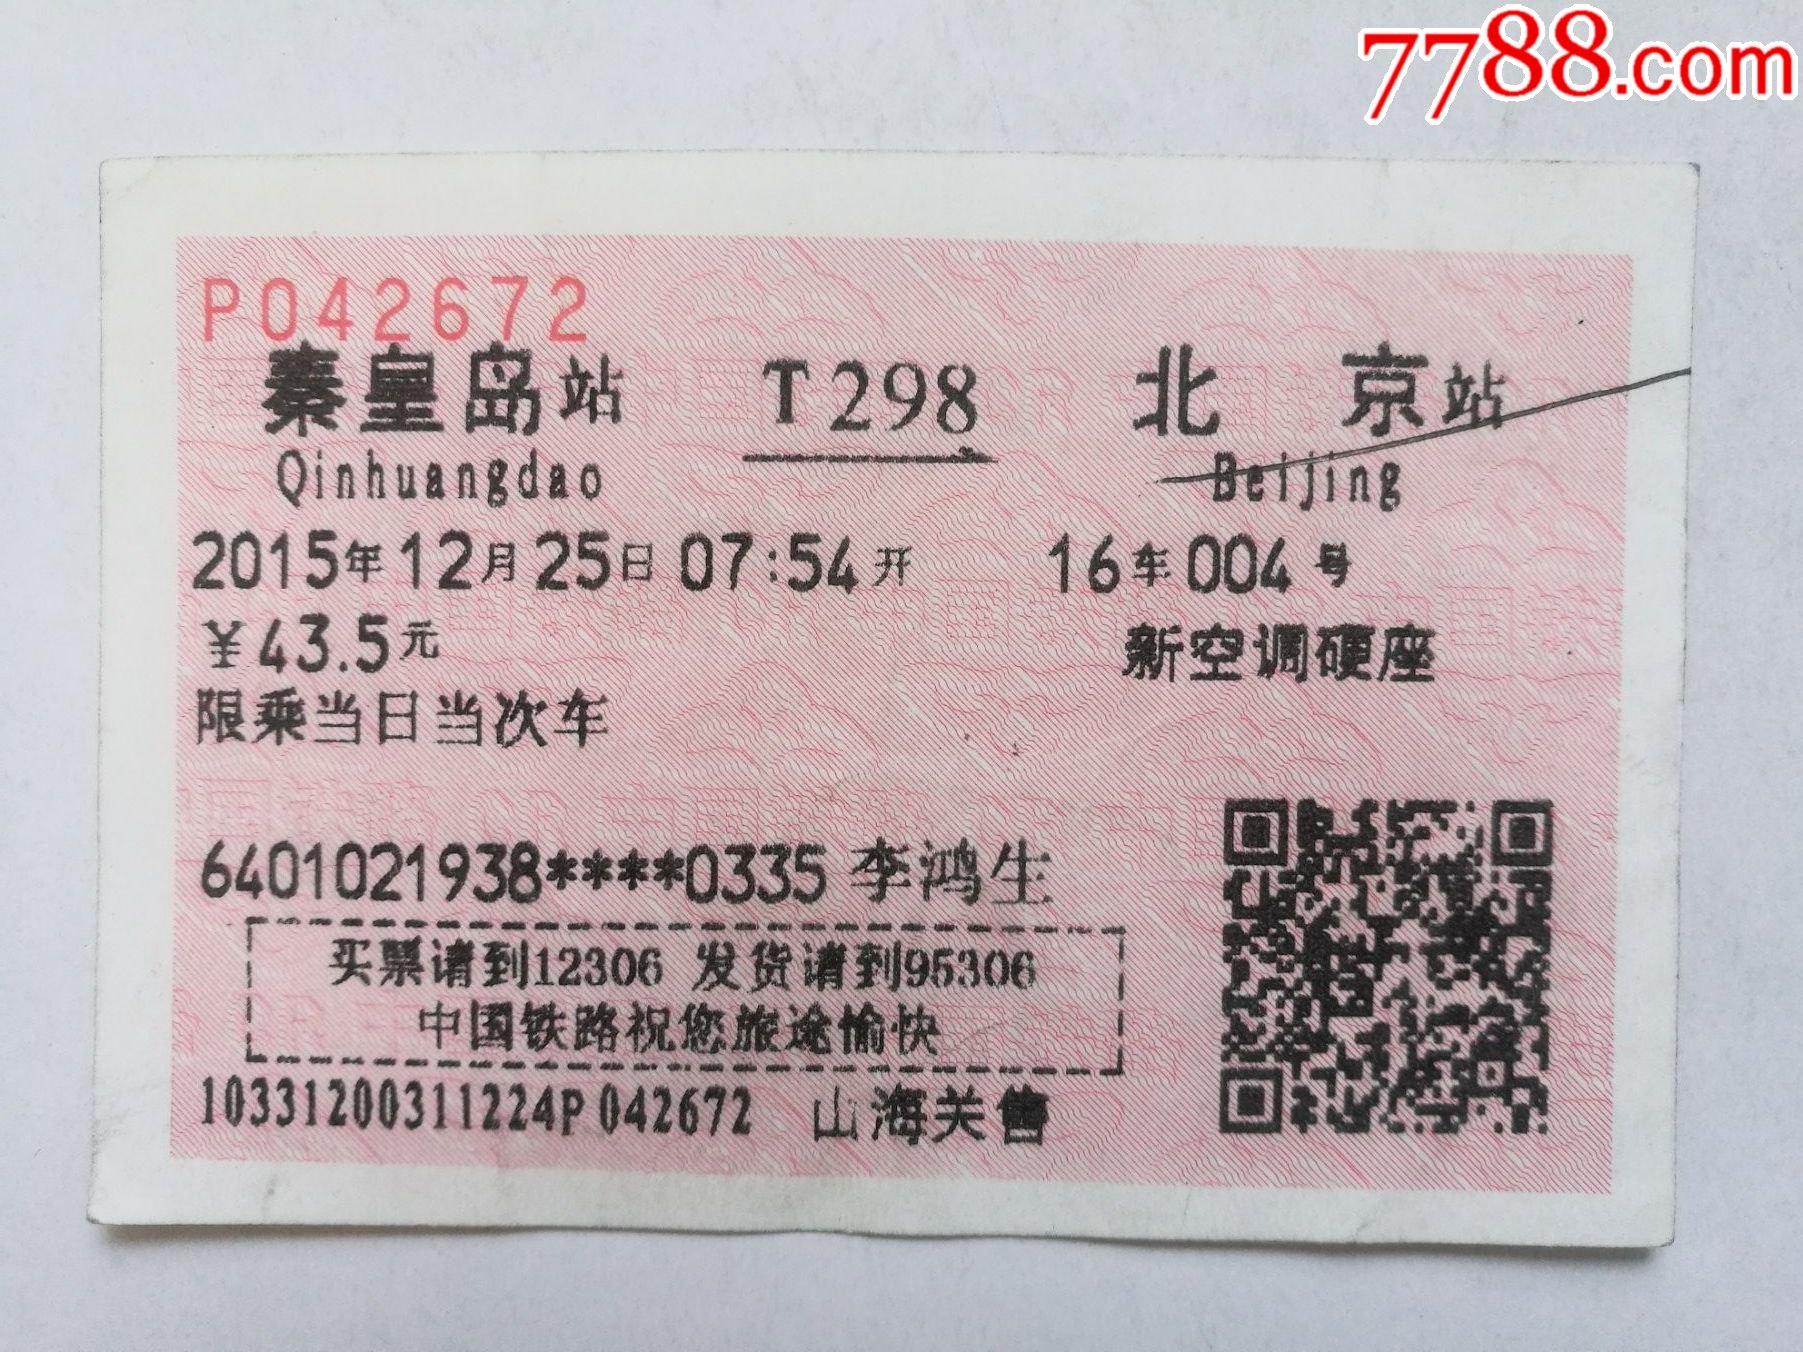 7788.com
P042672
秦皇岛站 T298 北京站
Qinhuangdao Beijing
2015年12月25日07:54开 16车004号
￥43.5元 新空调硬座
限乘当日当次车
6401021938****0335 李鸿生
买票请到12306 发货请到95306
中国铁路祝您旅途愉快
10331200311224P042672 山海关售